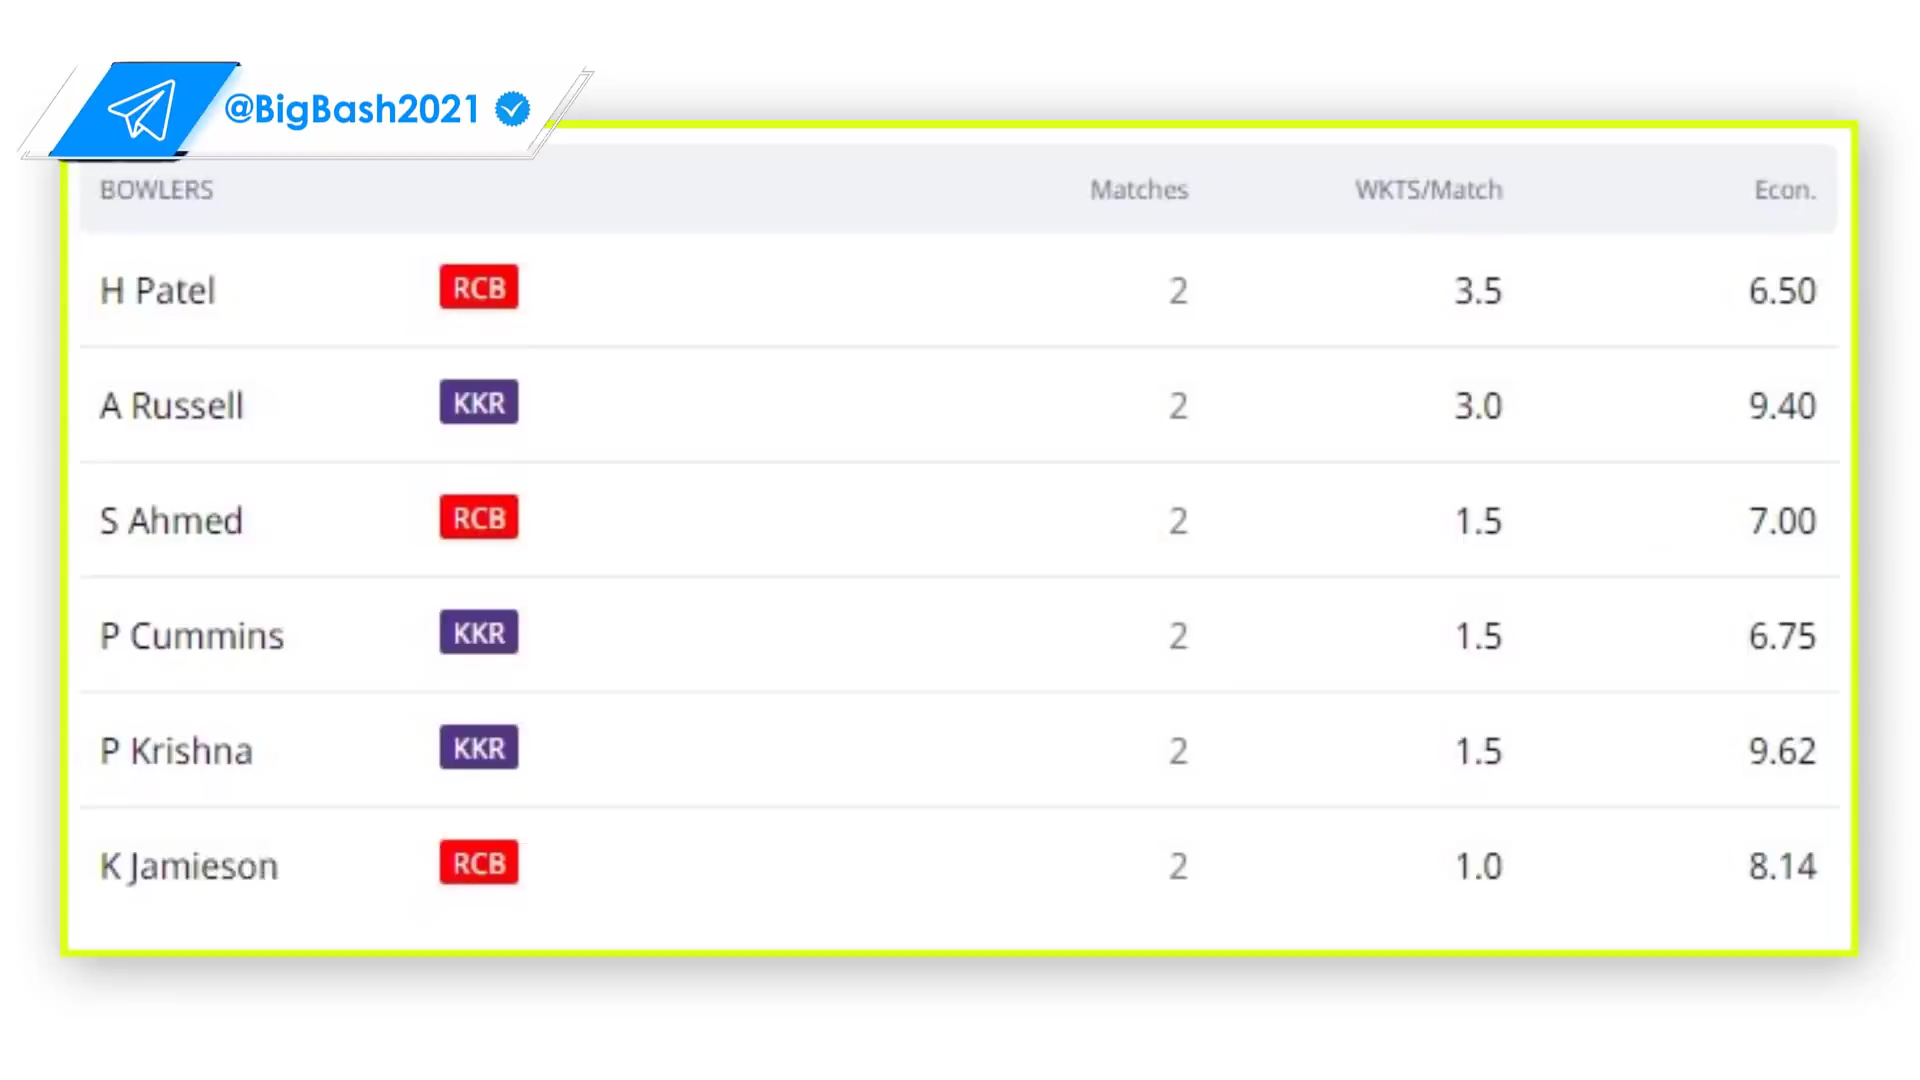 @BigBash2021
BOWLERS Matches WKTS/Match Econ.
H Patel RCB 2 3.5 6.50
A Russell KKR 2 3.0 9.40
S Ahmed RCB 2 1.5 7.00
P Cummins KKR 2 1.5 6.75
P Krishna KKR 2 1.5 9.62
K Jamieson RCB 2 1.0 8.14